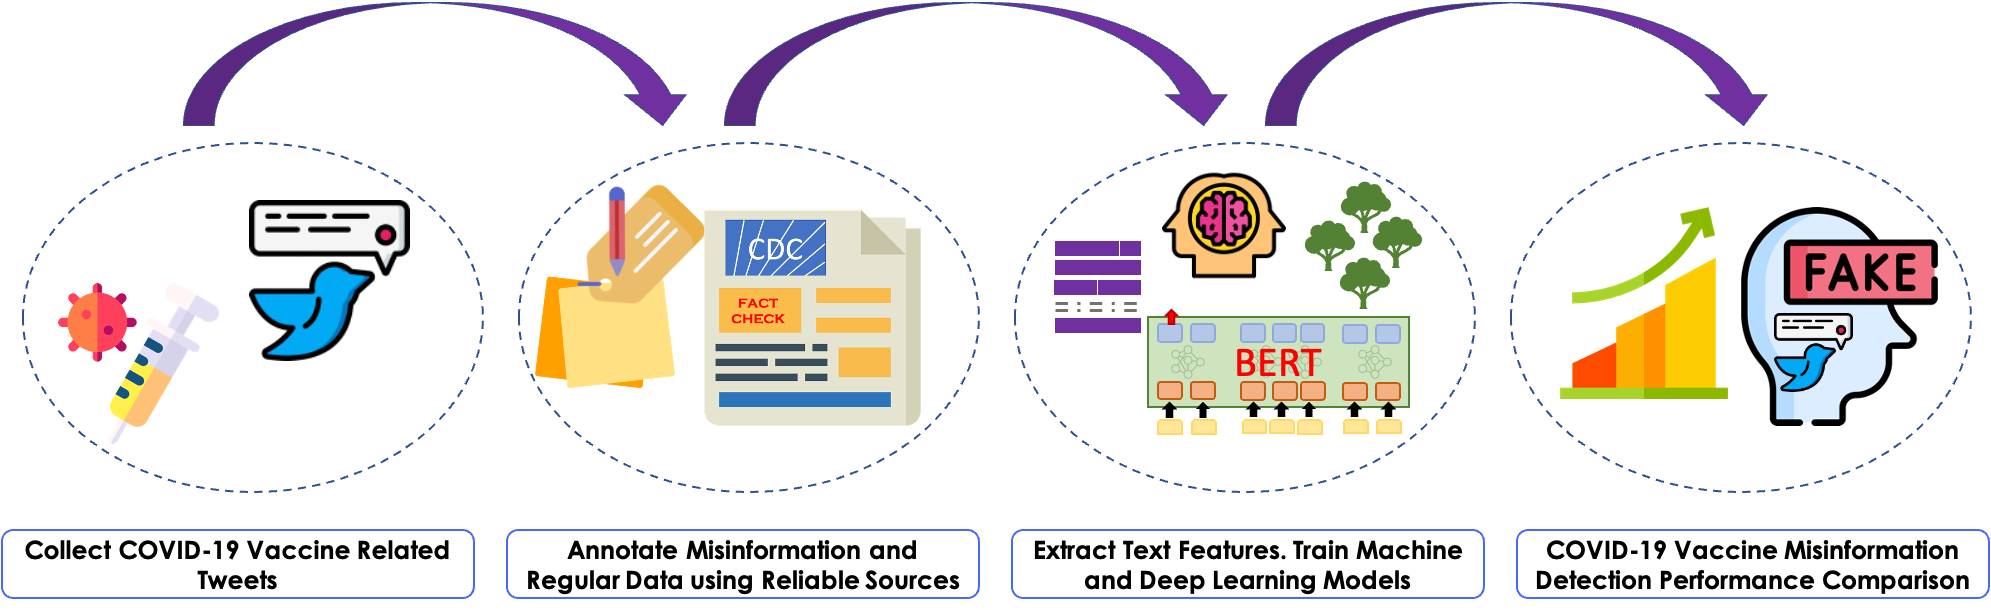 CDC
FACT
CHECK
BERT
FAKE
Collect COVID-19 Vaccine Related
Tweets
Annotate Misinformation and
Regular Data using Reliable Sources
Extract Text Features. Train Machine
and Deep Learning Models
COVID-19 Vaccine Misinformation
Detection Performance Comparison